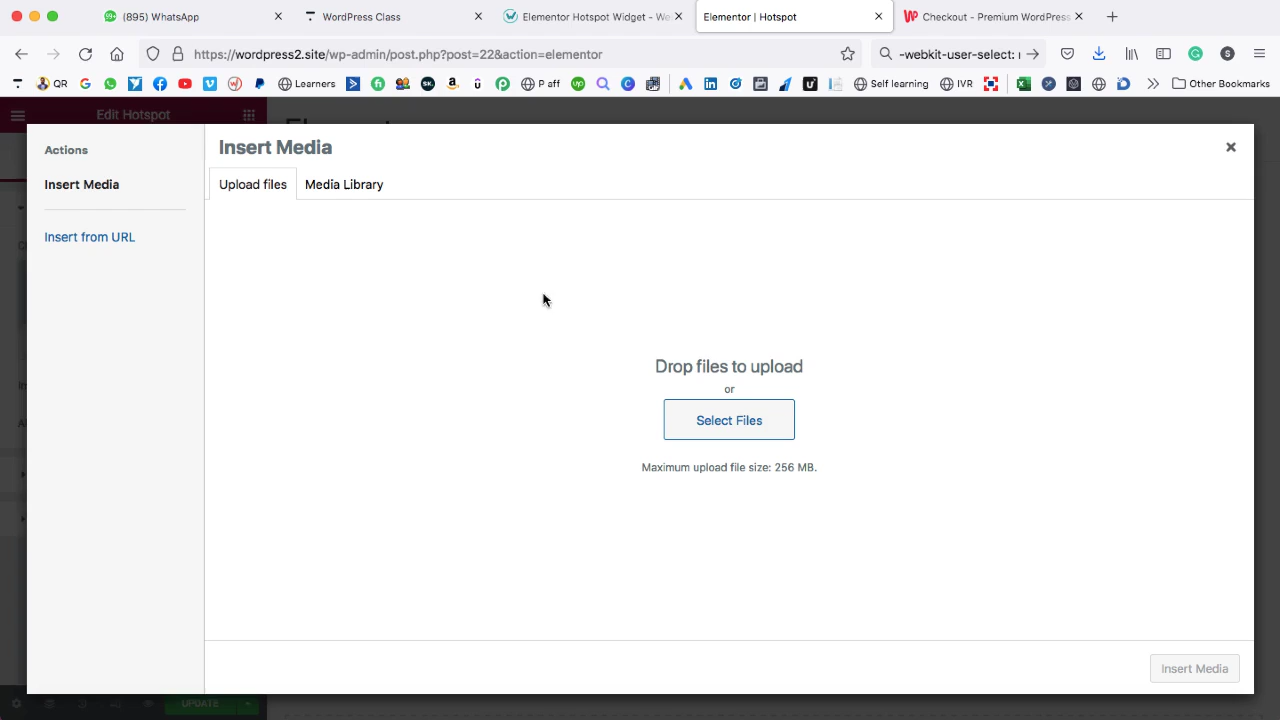 (895) WhatsApp
WordPress Class
Elementor Hotspot Widget - We
Elementor | Hotspot
Checkout - Premium WordPress
https://wordpress2.site/wp-admin/post.php?post=22&action=elementor
-webkit-user-select:
QR
Learners
P aff
Self learning
IVR
Other Bookmarks
Edit Hotspot
Actions
Insert Media
Insert from URL
Insert Media
Upload files
Media Library
Drop files to upload
or
Select Files
Maximum upload file size: 256 MB.
Insert Media
UPDATE